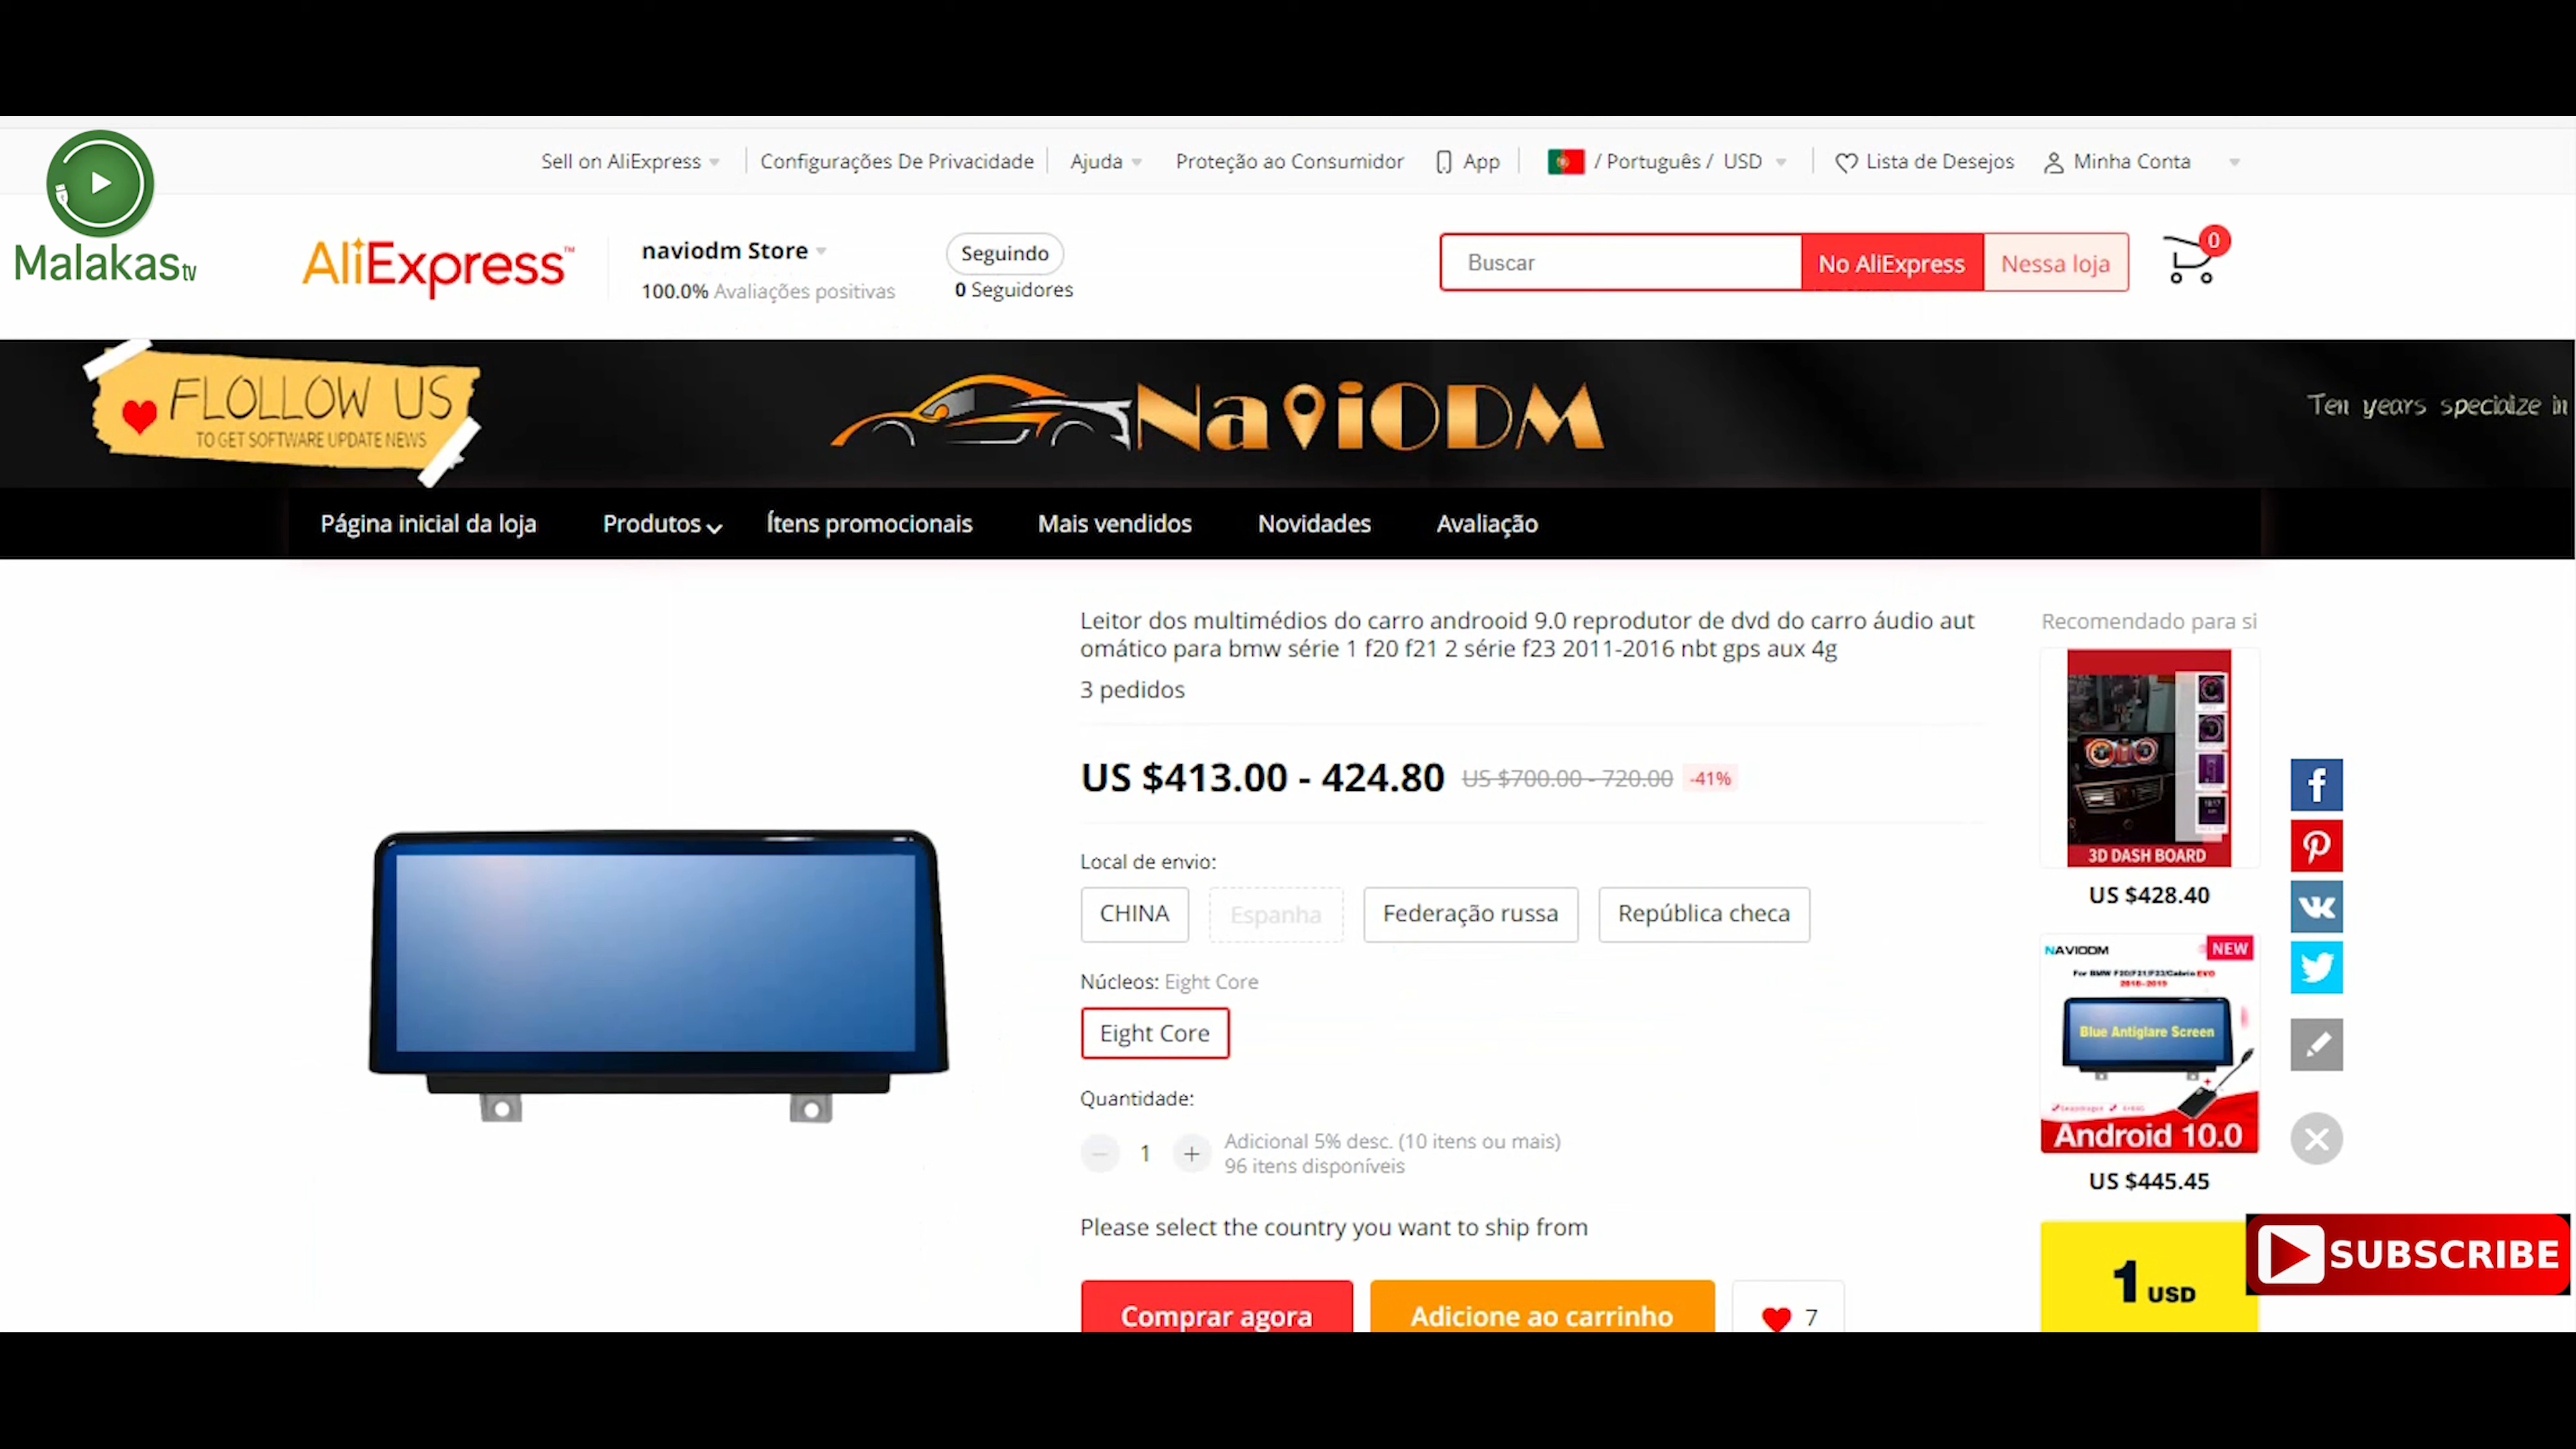 Malakas tv
Sell on AliExpress
Configurações De Privacidade
Ajuda
Proteção ao Consumidor
App
/ Português / USD
Lista de Desejos
Minha Conta
AliExpress™
naviodm Store
100.0% Avaliações positivas
Seguindo
0 Seguidores
Buscar
No AliExpress
Nessa loja
0
FLOLLOW US
TO GET SOFTWARE UPDATE NEWS
NaviODM
Ten years specialize in
Página inicial da loja
Produtos
Ítens promocionais
Mais vendidos
Novidades
Avaliação
Leitor dos multimédios do carro androoid 9.0 reprodutor de dvd do carro áudio aut
omático para bmw série 1 f20 f21 2 série f23 2011-2016 nbt gps aux 4g
3 pedidos
US $413.00 - 424.80 US $700.00 - 720.00 -41%
Local de envio:
CHINA
Espanha
Federação russa
República checa
Núcleos: Eight Core
Eight Core
Quantidade:
1
Adicional 5% desc. (10 itens ou mais)
96 itens disponíveis
Please select the country you want to ship from
Comprar agora
Adicione ao carrinho
7
Recomendado para si
3D DASH BOARD
US $428.40
NAVIODM
NEW
For BMW F20/F21/F23/Cabrio EVO
2018-2019
Blue Antiglare Screen
Android 10.0
US $445.45
1 USD
SUBSCRIBE